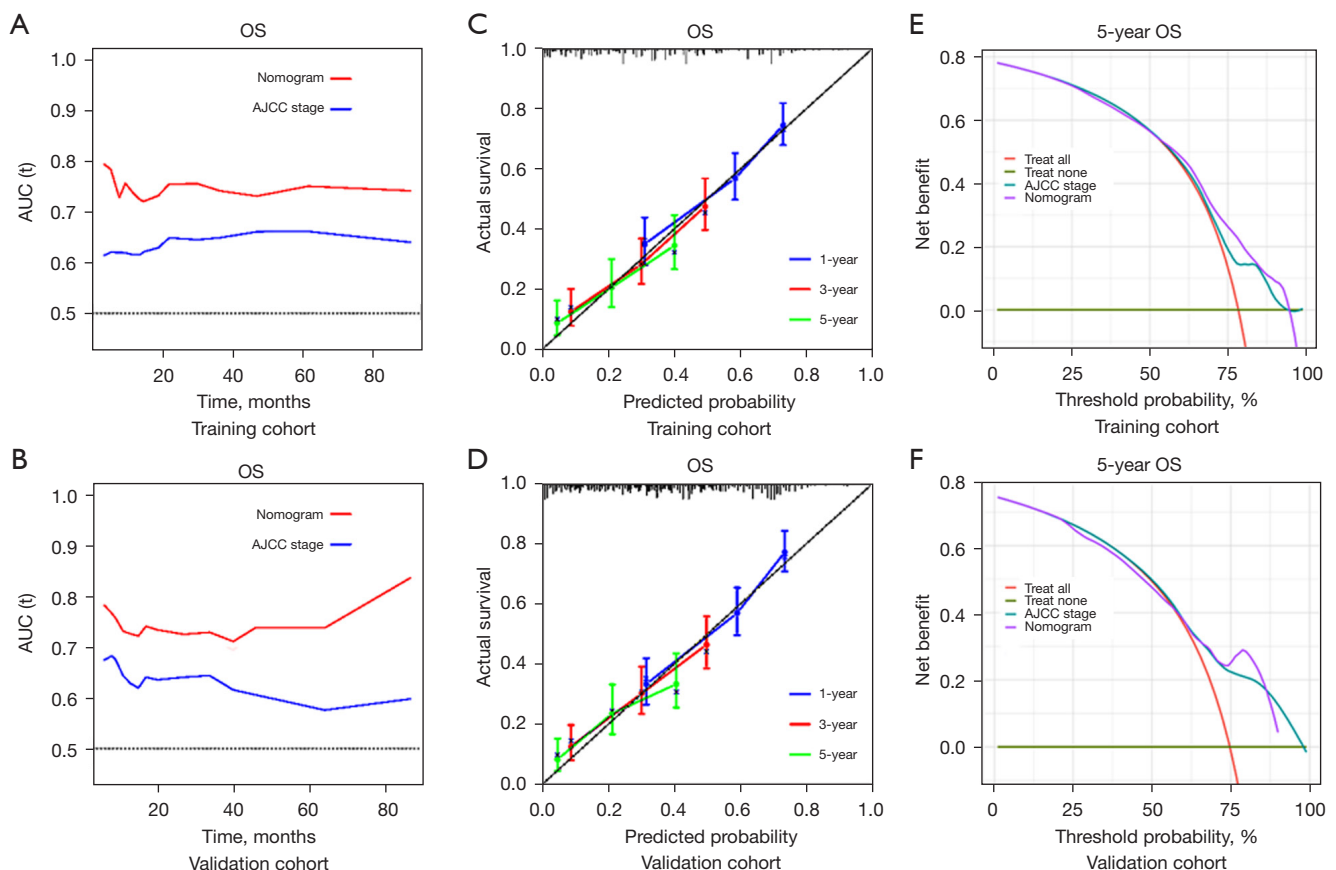 A
OS
1.0
0.9
0.8
0.7
0.6
0.5
AUC (t)
Nomogram
AJCC stage
20 40 60 80
Time, months
Training cohort
C
OS
1.0
0.8
0.6
0.4
0.2
0.0
Actual survival
1-year
3-year
5-year
0.0 0.2 0.4 0.6 0.8 1.0
Predicted probability
Training cohort
E
5-year OS
0.8
0.6
0.4
0.2
0.0
Net benefit
Treat all
Treat none
AJCC stage
Nomogram
0 25 50 75 100
Threshold probability, %
Training cohort
B
OS
1.0
0.9
0.8
0.7
0.6
0.5
AUC (t)
Nomogram
AJCC stage
20 40 60 80
Time, months
Validation cohort
D
OS
1.0
0.8
0.6
0.4
0.2
0.0
Actual survival
1-year
3-year
5-year
0.0 0.2 0.4 0.6 0.8 1.0
Predicted probability
Validation cohort
F
5-year OS
0.8
0.6
0.4
0.2
0.0
Net benefit
Treat all
Treat none
AJCC stage
Nomogram
0 25 50 75 100
Threshold probability, %
Validation cohort